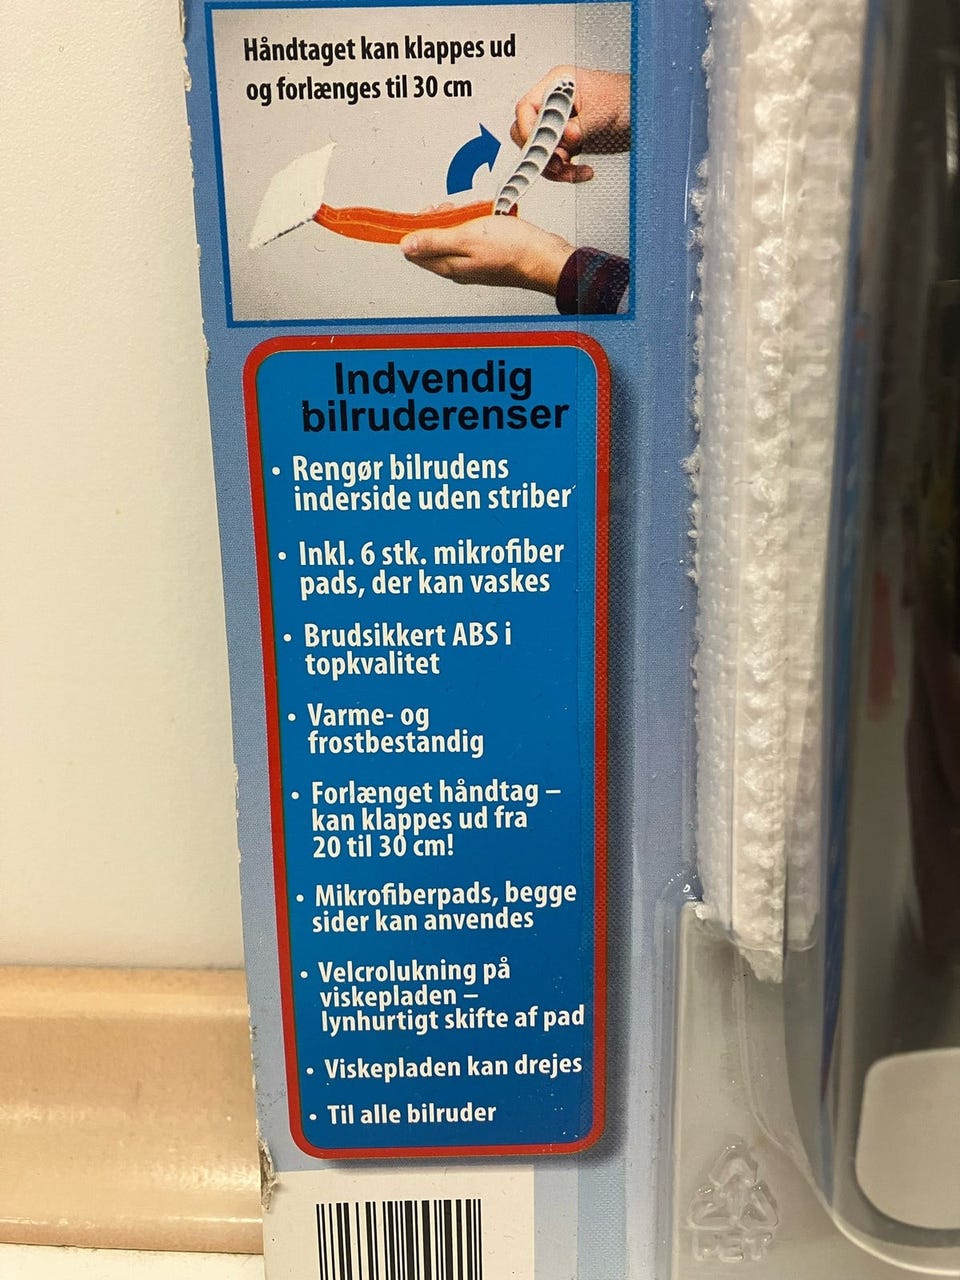 Håndtaget kan klappes ud
og forlænges til 30 cm
Indvendig
bilruderenser
• Rengør bilrudens
inderside uden striber
• Inkl. 6 stk. mikrofiber
pads, der kan vaskes
• Brudsikkert ABS i
topkvalitet
• Varme- og
frostbestandig
• Forlænget håndtag –
kan klappes ud fra
20 til 30 cm!
• Mikrofiberpads, begge
sider kan anvendes
• Velcrolukning på
viskepladen –
lynhurtigt skifte af pad
• Viskepladen kan drejes
• Til alle bilruder
PET